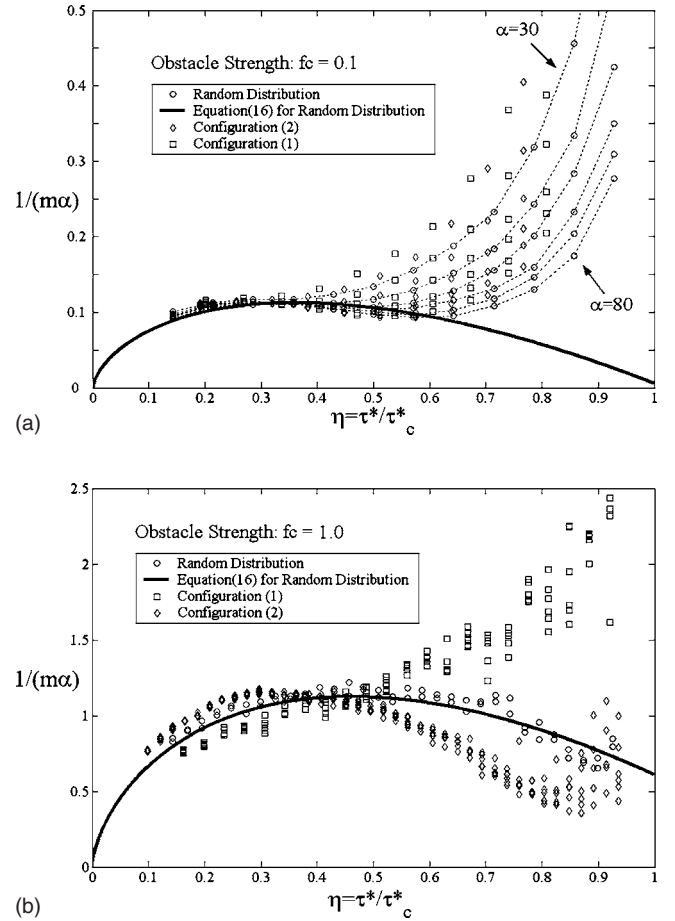 0.5
0.4
0.3
0.2
0.1
0
1/(mα)
Obstacle Strength: fc = 0.1
Random Distribution
Equation(16) for Random Distribution
Configuration (2)
Configuration (1)
α=30
α=80
0 0.1 0.2 0.3 0.4 0.5 0.6 0.7 0.8 0.9 1
η=τ*/τ*c
(a)
2.5
2
1.5
1
0.5
0
1/(mα)
Obstacle Strength: fc = 1.0
Random Distribution
Equation(16) for Random Distribution
Configuration (1)
Configuration (2)
0 0.1 0.2 0.3 0.4 0.5 0.6 0.7 0.8 0.9 1
η=τ*/τ*c
(b)